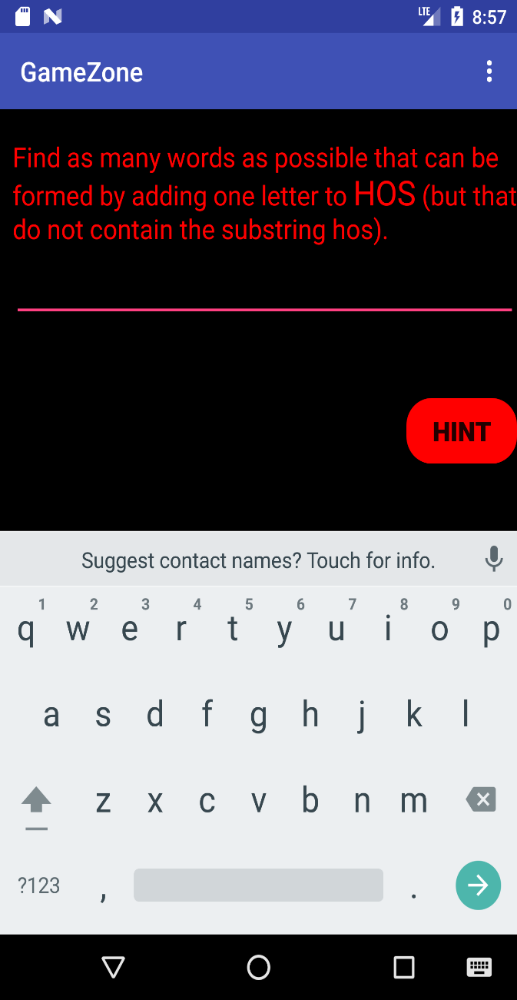 LTE 8:57
GameZone
Find as many words as possible that can be
formed by adding one letter to HOS (but that
do not contain the substring hos).
HINT
Suggest contact names? Touch for info.
1 2 3 4 5 6 7 8 9 0
q w e r t y u i o p
a s d f g h j k l
z x c v b n m
?123 , .